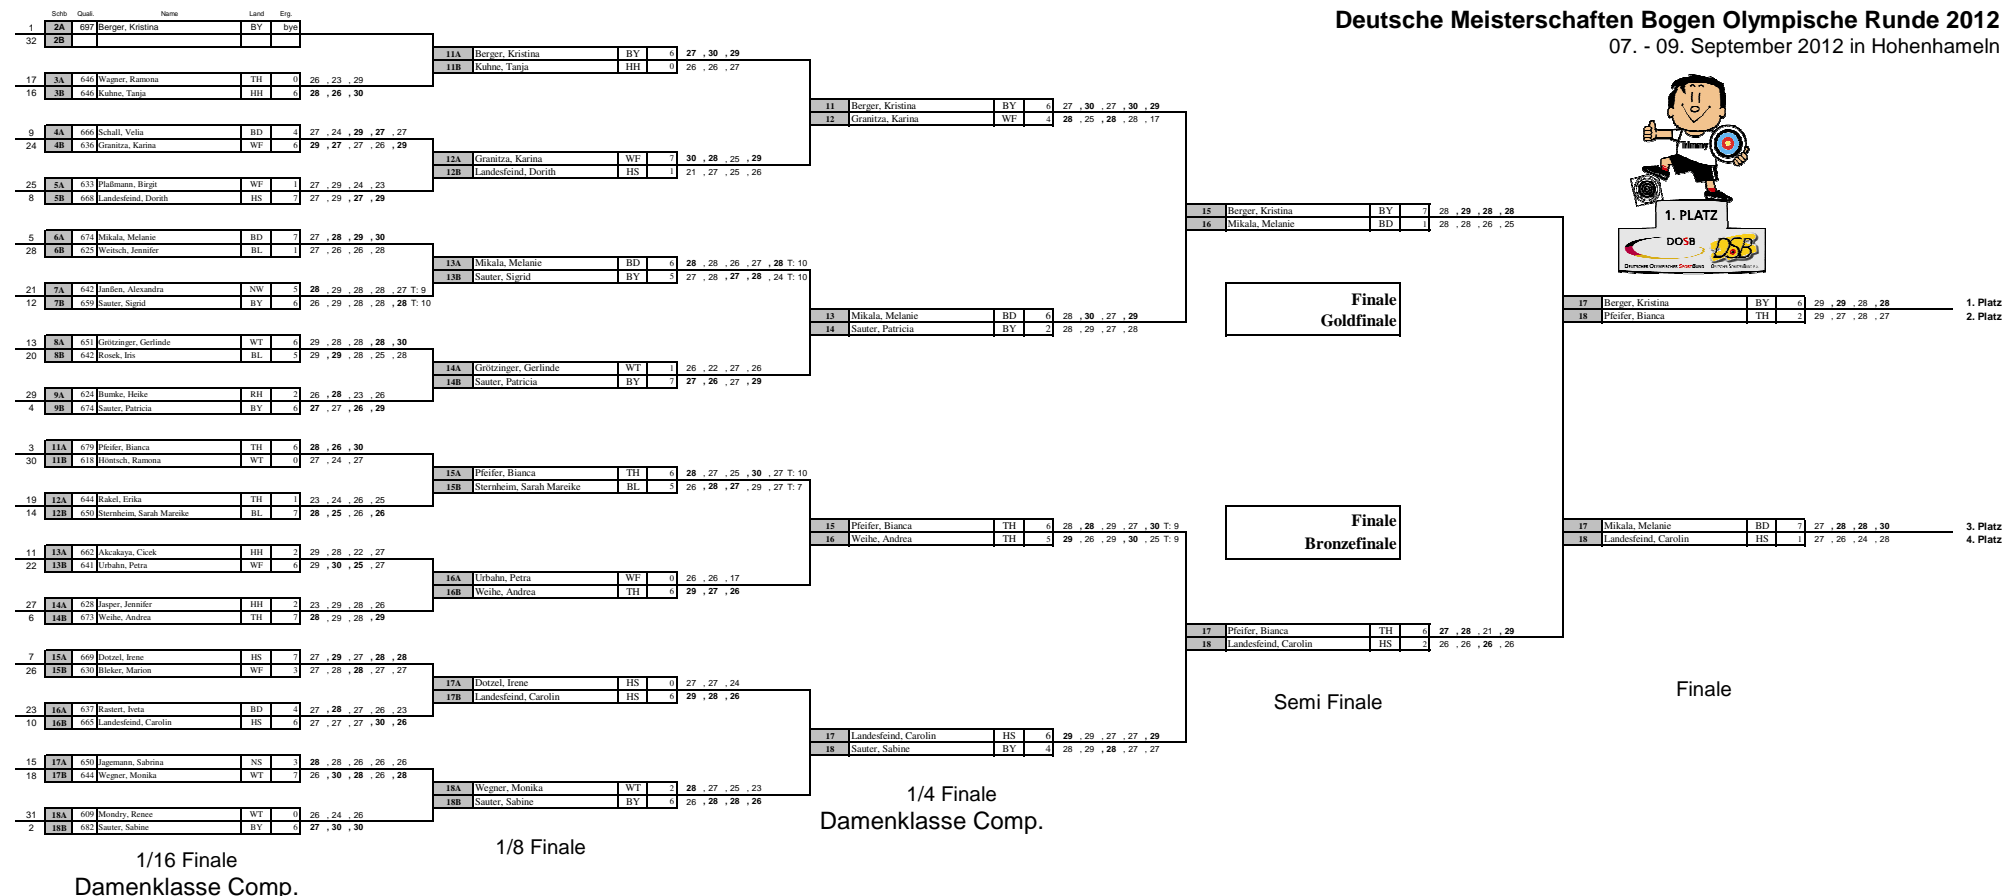 Deutsche Meisterschaften Bogen Olympische Runde 2012
07. - 09. September 2012 in Hohenhameln
Schb Quali. Name Land Erg.
1 2A 697 Berger, Kristina BY bye
32 2B
17 3A 646 Wagner, Ramona TH 0 26 , 23 , 29
16 3B 646 Kuhne, Tanja HH 6 28 , 26 , 30
9 4A 666 Schall, Velia BD 4 27 , 24 , 29 , 27 , 27
24 4B 636 Granitza, Karina WF 6 29 , 27 , 27 , 26 , 29
25 5A 633 Plaßmann, Birgit WF 1 27 , 29 , 24 , 23
8 5B 668 Landesfeind, Dorith HS 7 27 , 29 , 27 , 29
5 6A 674 Mikala, Melanie BD 7 27 , 28 , 29 , 30
28 6B 625 Weitsch, Jennifer BL 1 27 , 26 , 26 , 28
21 7A 642 Janßen, Alexandra NW 5 28 , 29 , 28 , 28 , 27 T: 9
12 7B 659 Sauter, Sigrid BY 6 26 , 29 , 28 , 28 , 28 T: 10
13 8A 651 Grötzinger, Gerlinde WT 6 29 , 28 , 28 , 28 , 30
20 8B 642 Rosek, Iris BL 5 29 , 29 , 28 , 25 , 28
29 9A 624 Bumke, Heike RH 2 26 , 28 , 23 , 26
4 9B 674 Sauter, Patricia BY 6 27 , 27 , 26 , 29
3 11A 679 Pfeifer, Bianca TH 6 28 , 26 , 30
30 11B 618 Höntsch, Ramona WT 0 27 , 24 , 27
19 12A 644 Rakel, Erika TH 1 23 , 24 , 26 , 25
14 12B 650 Sternheim, Sarah Mareike BL 7 28 , 25 , 26 , 26
11 13A 662 Akcakaya, Cicek HH 2 29 , 28 , 22 , 27
22 13B 641 Urbahn, Petra WF 6 29 , 30 , 25 , 27
27 14A 628 Jasper, Jennifer HH 2 23 , 29 , 28 , 26
6 14B 673 Weihe, Andrea TH 7 28 , 29 , 28 , 29
7 15A 669 Dotzel, Irene HS 7 27 , 29 , 27 , 28 , 28
26 15B 630 Bleker, Marion WF 3 27 , 28 , 28 , 27 , 27
23 16A 637 Rastert, Iveta BD 4 27 , 28 , 27 , 26 , 23
10 16B 665 Landesfeind, Carolin HS 6 27 , 27 , 27 , 30 , 26
15 17A 650 Jagemann, Sabrina NS 3 28 , 28 , 26 , 26 , 26
18 17B 644 Wegner, Monika WT 7 26 , 30 , 28 , 26 , 28
31 18A 609 Mondry, Renee WT 0 26 , 24 , 26
2 18B 682 Sauter, Sabine BY 6 27 , 30 , 30
1/16 Finale
Damenklasse Comp.
11A Berger, Kristina BY 6 27 , 30 , 29
11B Kuhne, Tanja HH 0 26 , 26 , 27
12A Granitza, Karina WF 7 30 , 28 , 25 , 29
12B Landesfeind, Dorith HS 1 21 , 27 , 25 , 26
13A Mikala, Melanie BD 6 28 , 28 , 26 , 27 , 28 T: 10
13B Sauter, Sigrid BY 5 27 , 28 , 27 , 28 , 24 T: 10
14A Grötzinger, Gerlinde WT 1 26 , 22 , 27 , 26
14B Sauter, Patricia BY 7 27 , 26 , 27 , 29
15A Pfeifer, Bianca TH 6 28 , 27 , 25 , 30 , 27 T: 10
15B Sternheim, Sarah Mareike BL 5 26 , 28 , 27 , 29 , 27 T: 7
16A Urbahn, Petra WF 0 26 , 26 , 17
16B Weihe, Andrea TH 6 29 , 27 , 26
17A Dotzel, Irene HS 0 27 , 27 , 24
17B Landesfeind, Carolin HS 6 29 , 28 , 26
18A Wegner, Monika WT 2 28 , 27 , 25 , 23
18B Sauter, Sabine BY 6 26 , 28 , 28 , 26
1/8 Finale
11 Berger, Kristina BY 6 27 , 30 , 27 , 30 , 29
12 Granitza, Karina WF 4 28 , 25 , 28 , 28 , 17
13 Mikala, Melanie BD 6 28 , 30 , 27 , 29
14 Sauter, Patricia BY 2 28 , 29 , 27 , 28
15 Pfeifer, Bianca TH 6 28 , 28 , 29 , 27 , 30 T: 9
16 Weihe, Andrea TH 5 29 , 26 , 29 , 30 , 25 T: 9
17 Landesfeind, Carolin HS 6 29 , 29 , 27 , 27 , 29
18 Sauter, Sabine BY 4 28 , 29 , 28 , 27 , 27
1/4 Finale
Damenklasse Comp.
15 Berger, Kristina BY 7 28 , 29 , 28 , 28
16 Mikala, Melanie BD 1 28 , 28 , 26 , 25
Finale
Goldfinale
Finale
Bronzefinale
17 Pfeifer, Bianca TH 6 27 , 28 , 21 , 29
18 Landesfeind, Carolin HS 2 26 , 26 , 26 , 26
Semi Finale
Trimmy
1. PLATZ
DOSB DSB
DEUTSCHER OLYMPISCHER SPORTBUND
17 Berger, Kristina BY 6 29 , 29 , 28 , 28 1. Platz
18 Pfeifer, Bianca TH 2 29 , 27 , 28 , 27 2. Platz
17 Mikala, Melanie BD 7 27 , 28 , 28 , 30 3. Platz
18 Landesfeind, Carolin HS 1 27 , 26 , 24 , 28 4. Platz
Finale